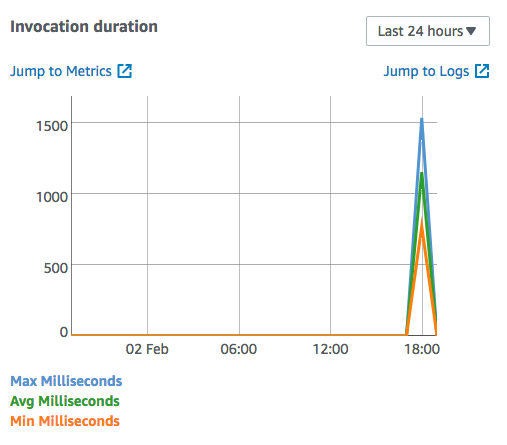 Invocation duration
Last 24 hours
Jump to Metrics
Jump to Logs
1500
1000
500
0
02 Feb 06:00 12:00 18:00
Max Milliseconds
Avg Milliseconds
Min Milliseconds